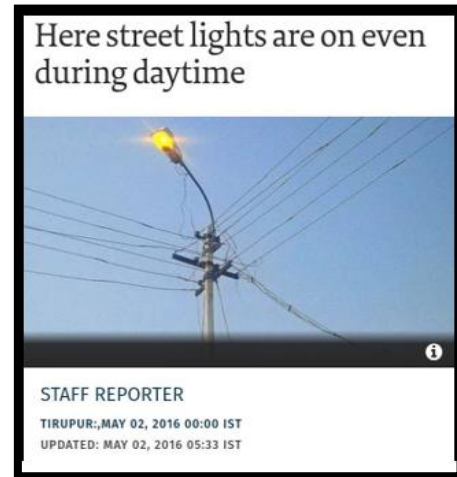 Here street lights are on even
during daytime
STAFF REPORTER
TIRUPUR:,MAY 02, 2016 00:00 IST
UPDATED: MAY 02, 2016 05:33 IST